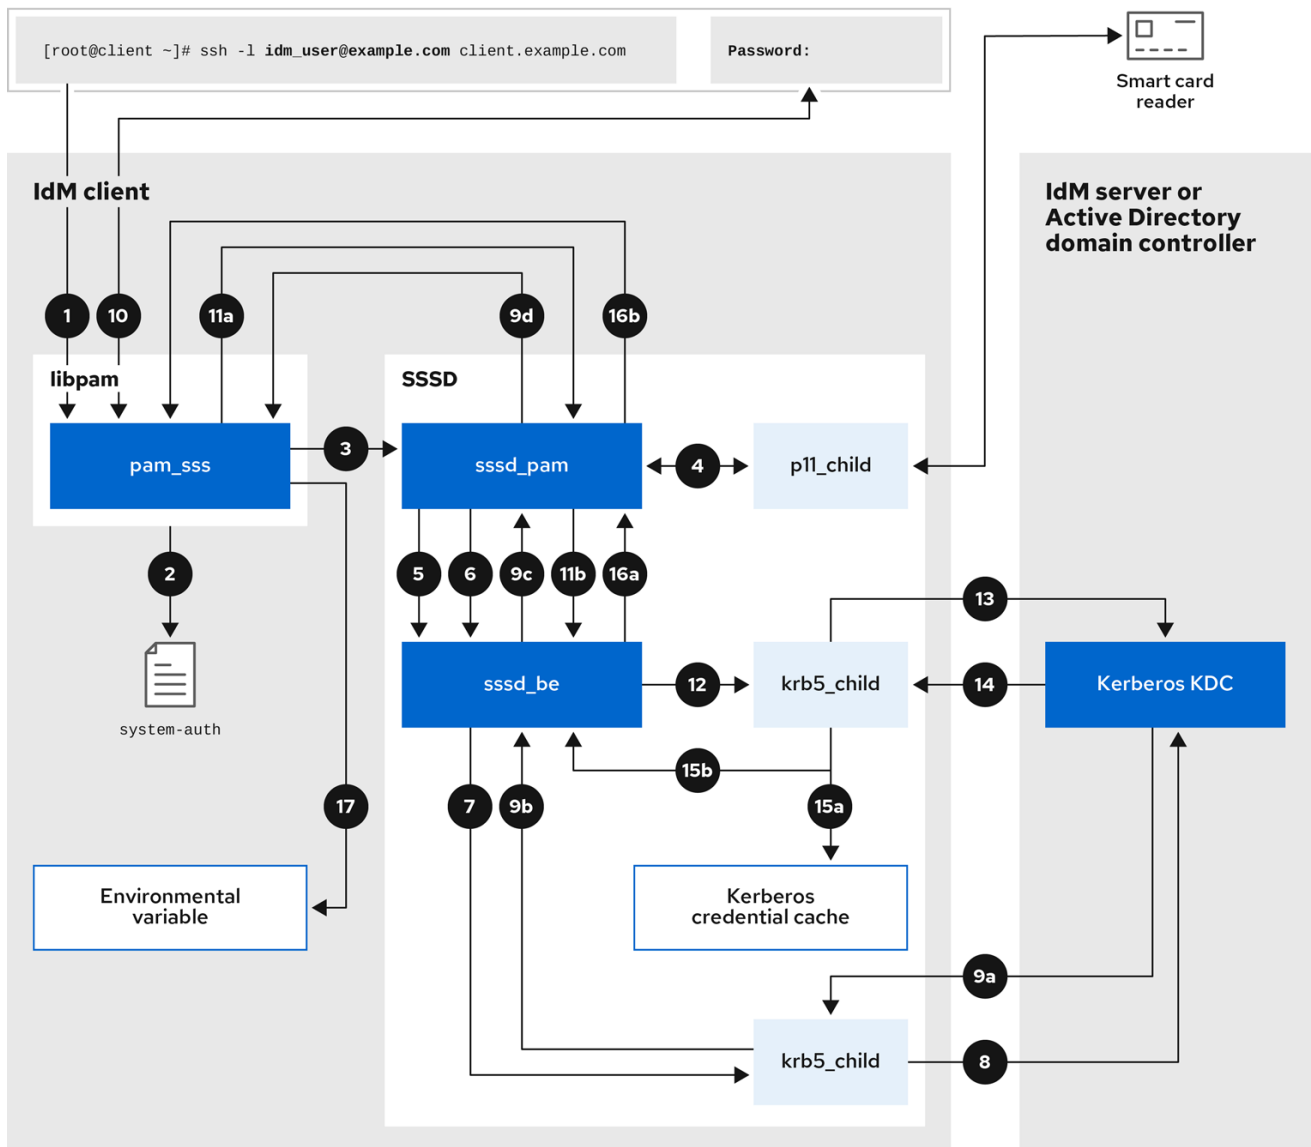 [root@client ~]# ssh -l idm_user@example.com client.example.com
Password:
Smart card
reader
IdM client
IdM server or
Active Directory
domain controller
1
10
11a
9d
16b
libpam
SSSD
pam_sss
3
sssd_pam
4
p11_child
2
5
6
9c
11b
16a
13
system-auth
sssd_be
12
krb5_child
14
Kerberos KDC
15b
17
7
9b
15a
Environmental
variable
Kerberos
credential cache
9a
krb5_child
8